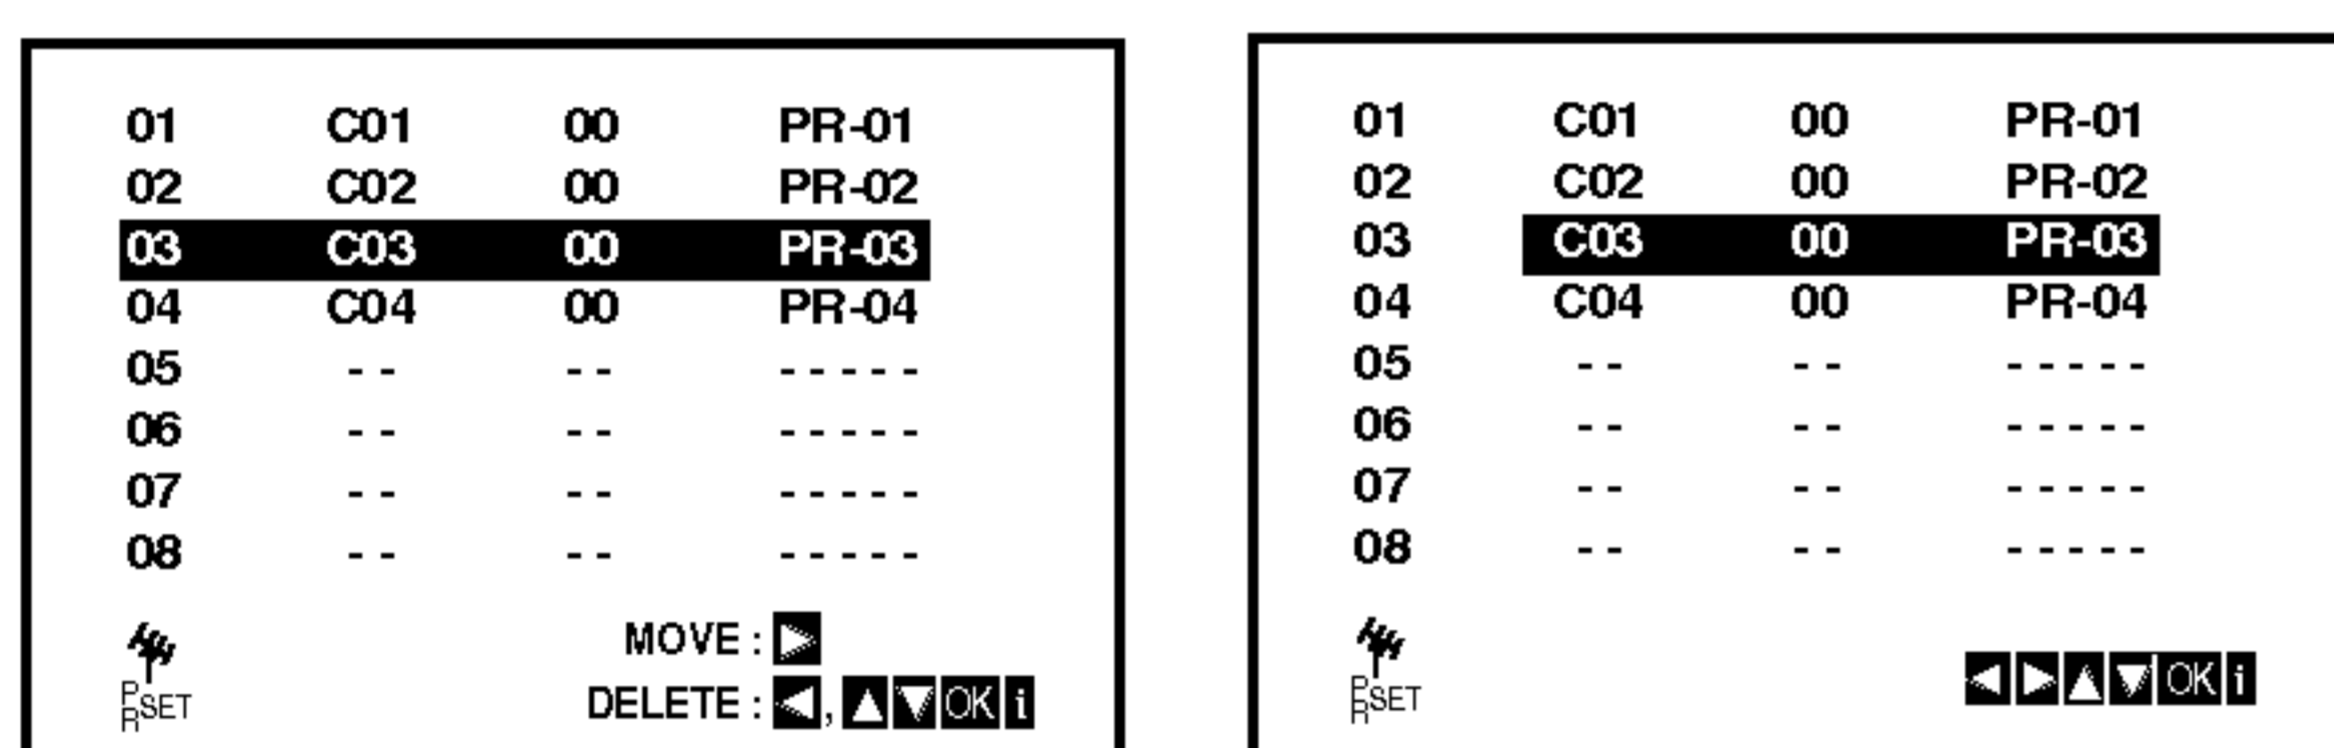 01 C01 00 PR-01
02 C02 00 PR-02
03 C03 00 PR-03
04 C04 00 PR-04
05 -- -- -----
06 -- -- -----
07 -- -- -----
08 -- -- -----
MOVE :
PR SET DELETE : , OK i
01 C01 00 PR-01
02 C02 00 PR-02
03 C03 00 PR-03
04 C04 00 PR-04
05 -- -- -----
06 -- -- -----
07 -- -- -----
08 -- -- -----
PR SET OK i